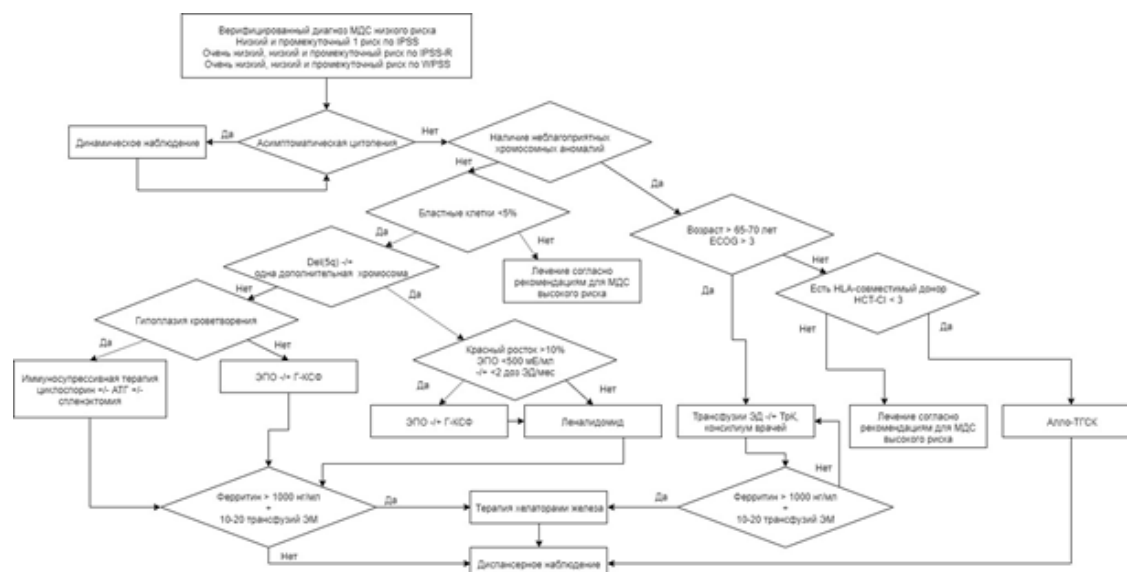 Верифицированный диагноз МДС низкого риска
Низкий и промежуточный 1 риск по IPSS
Очень низкий, низкий и промежуточный риск по IPSS-R
Очень низкий, низкий и промежуточный риск по WPSS
Динамическое наблюдение
Да
Асимптоматическая цитопения
Нет
Наличие неблагоприятных
хромосомных аномалий
Нет
Да
Бластные клетки <5%
Да
Нет
Возраст > 65-70 лет
ECOG > 3
Да
Нет
Del(5q) -/+
одна дополнительная хромосома
Нет
Да
Лечение согласно
рекомендациям для МДС
высокого риска
Есть HLA-совместимый донор
HCT-CI < 3
Нет
Да
Гипоплазия кроветворения
Да
Нет
Красный росток >10%
ЭПО <500 мЕ/мл
-/+ <2 доз ЭД/мес
Да
Нет
Иммуносупрессивная терапия
циклоспорин +/- АТГ +/-
спленэктомия
ЭПО -/+ Г-КСФ
ЭПО -/+ Г-КСФ
Леналидомид
Трансфузии ЭД -/+ ТрК,
консилиум врачей
Лечение согласно
рекомендациям для МДС
высокого риска
Алло-ТГСК
Нет
Ферритин > 1000 нг/мл
+
10-20 трансфузий ЭМ
Да
Нет
Терапия хелаторами железа
Да
Ферритин > 1000 нг/мл
+
10-20 трансфузий ЭМ
Диспансерное наблюдение